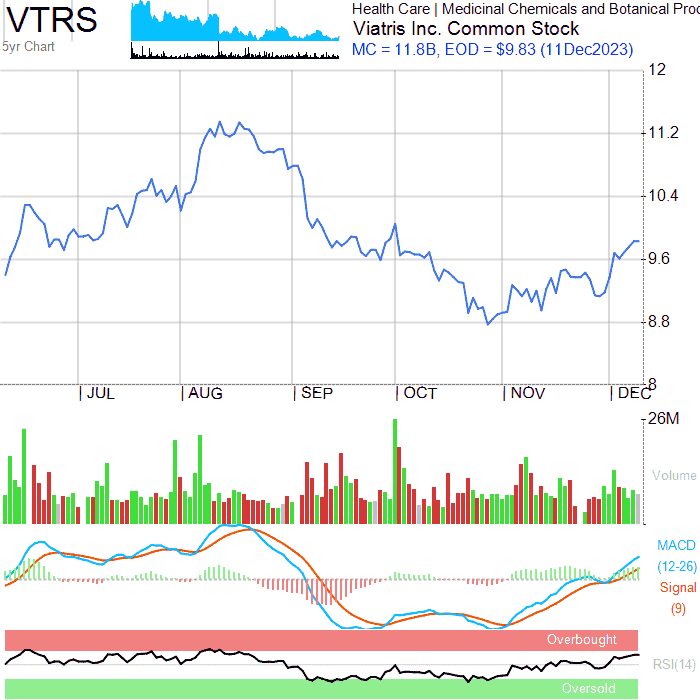 VTRS
5yr Chart
Health Care | Medicinal Chemicals and Botanical Proc
Viatris Inc. Common Stock
MC = 11.8B, EOD = $9.83 (11Dec2023)
12
11.2
10.4
9.6
8.8
8
| JUL | AUG | SEP | OCT | NOV | DEC
26M
Volume
MACD
(12-26)
Signal
(9)
Overbought
RSI(14)
Oversold